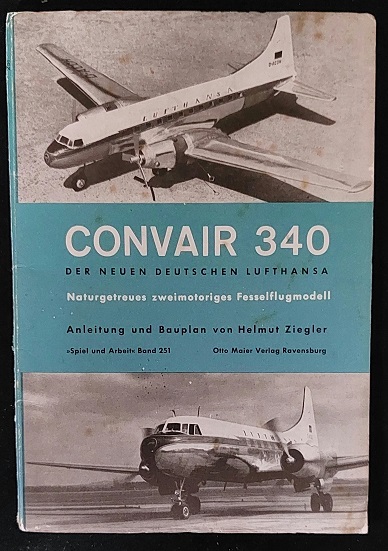 LUFTHANSA
CONVAIR 340
DER NEUEN DEUTSCHEN LUFTHANSA
Naturgetreues zweimotoriges Fesselflugmodell
Anleitung und Bauplan von Helmut Ziegler
»Spiel und Arbeit« Band 251 Otto Maier Verlag Ravensburg